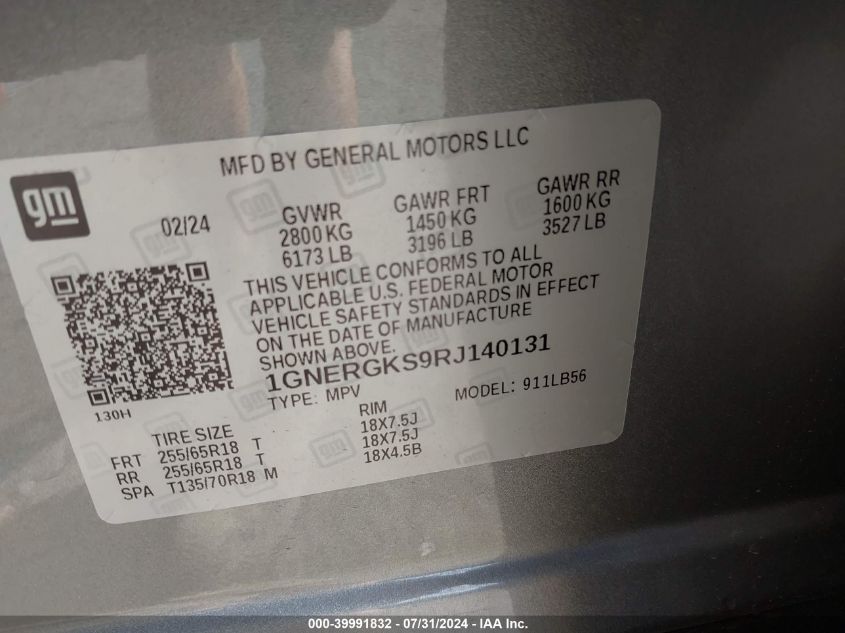 MFD BY GENERAL MOTORS LLC
gm
02/24
GVWR GAWR FRT GAWR RR
2800 KG 1450 KG 1600 KG
6173 LB 3196 LB 3527 LB
THIS VEHICLE CONFORMS TO ALL
APPLICABLE U.S. FEDERAL MOTOR
VEHICLE SAFETY STANDARDS IN EFFECT
ON THE DATE OF MANUFACTURE
SHOWN ABOVE.
1GNERGKS9RJ140131
TYPE: MPV MODEL: 911LB56
130H
TIRE SIZE RIM
FRT 255/65R18 T 18X7.5J
RR 255/65R18 T 18X7.5J
SPA T135/70R18 M 18X4.5B
000-39991832 / 07/31/2024 - IAA Inc.